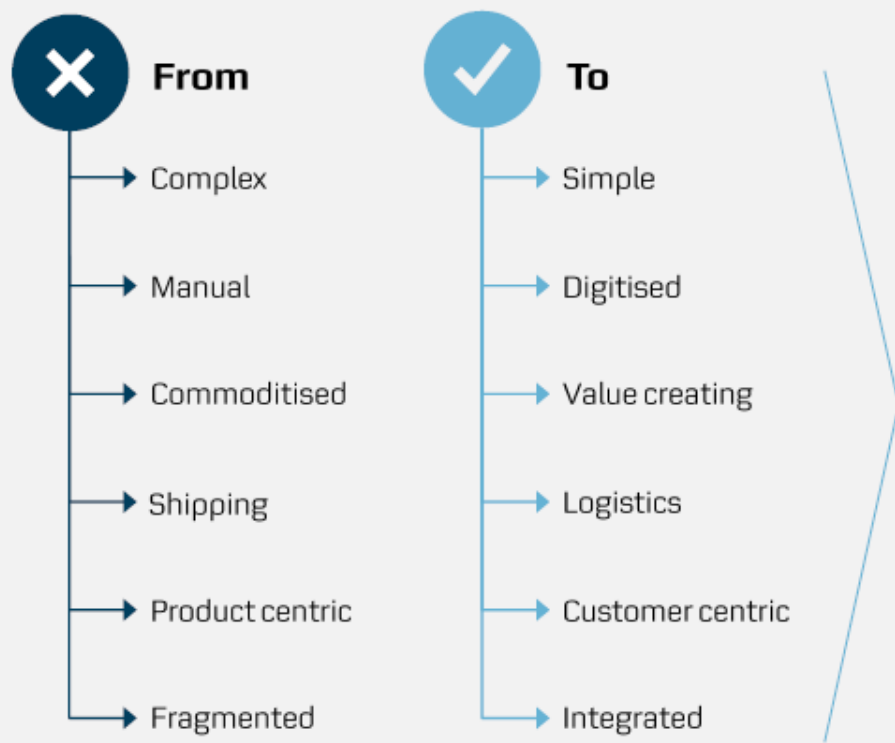 From
Complex
Manual
Commoditised
Shipping
Product centric
Fragmented
To
Simple
Digitised
Value creating
Logistics
Customer centric
Integrated